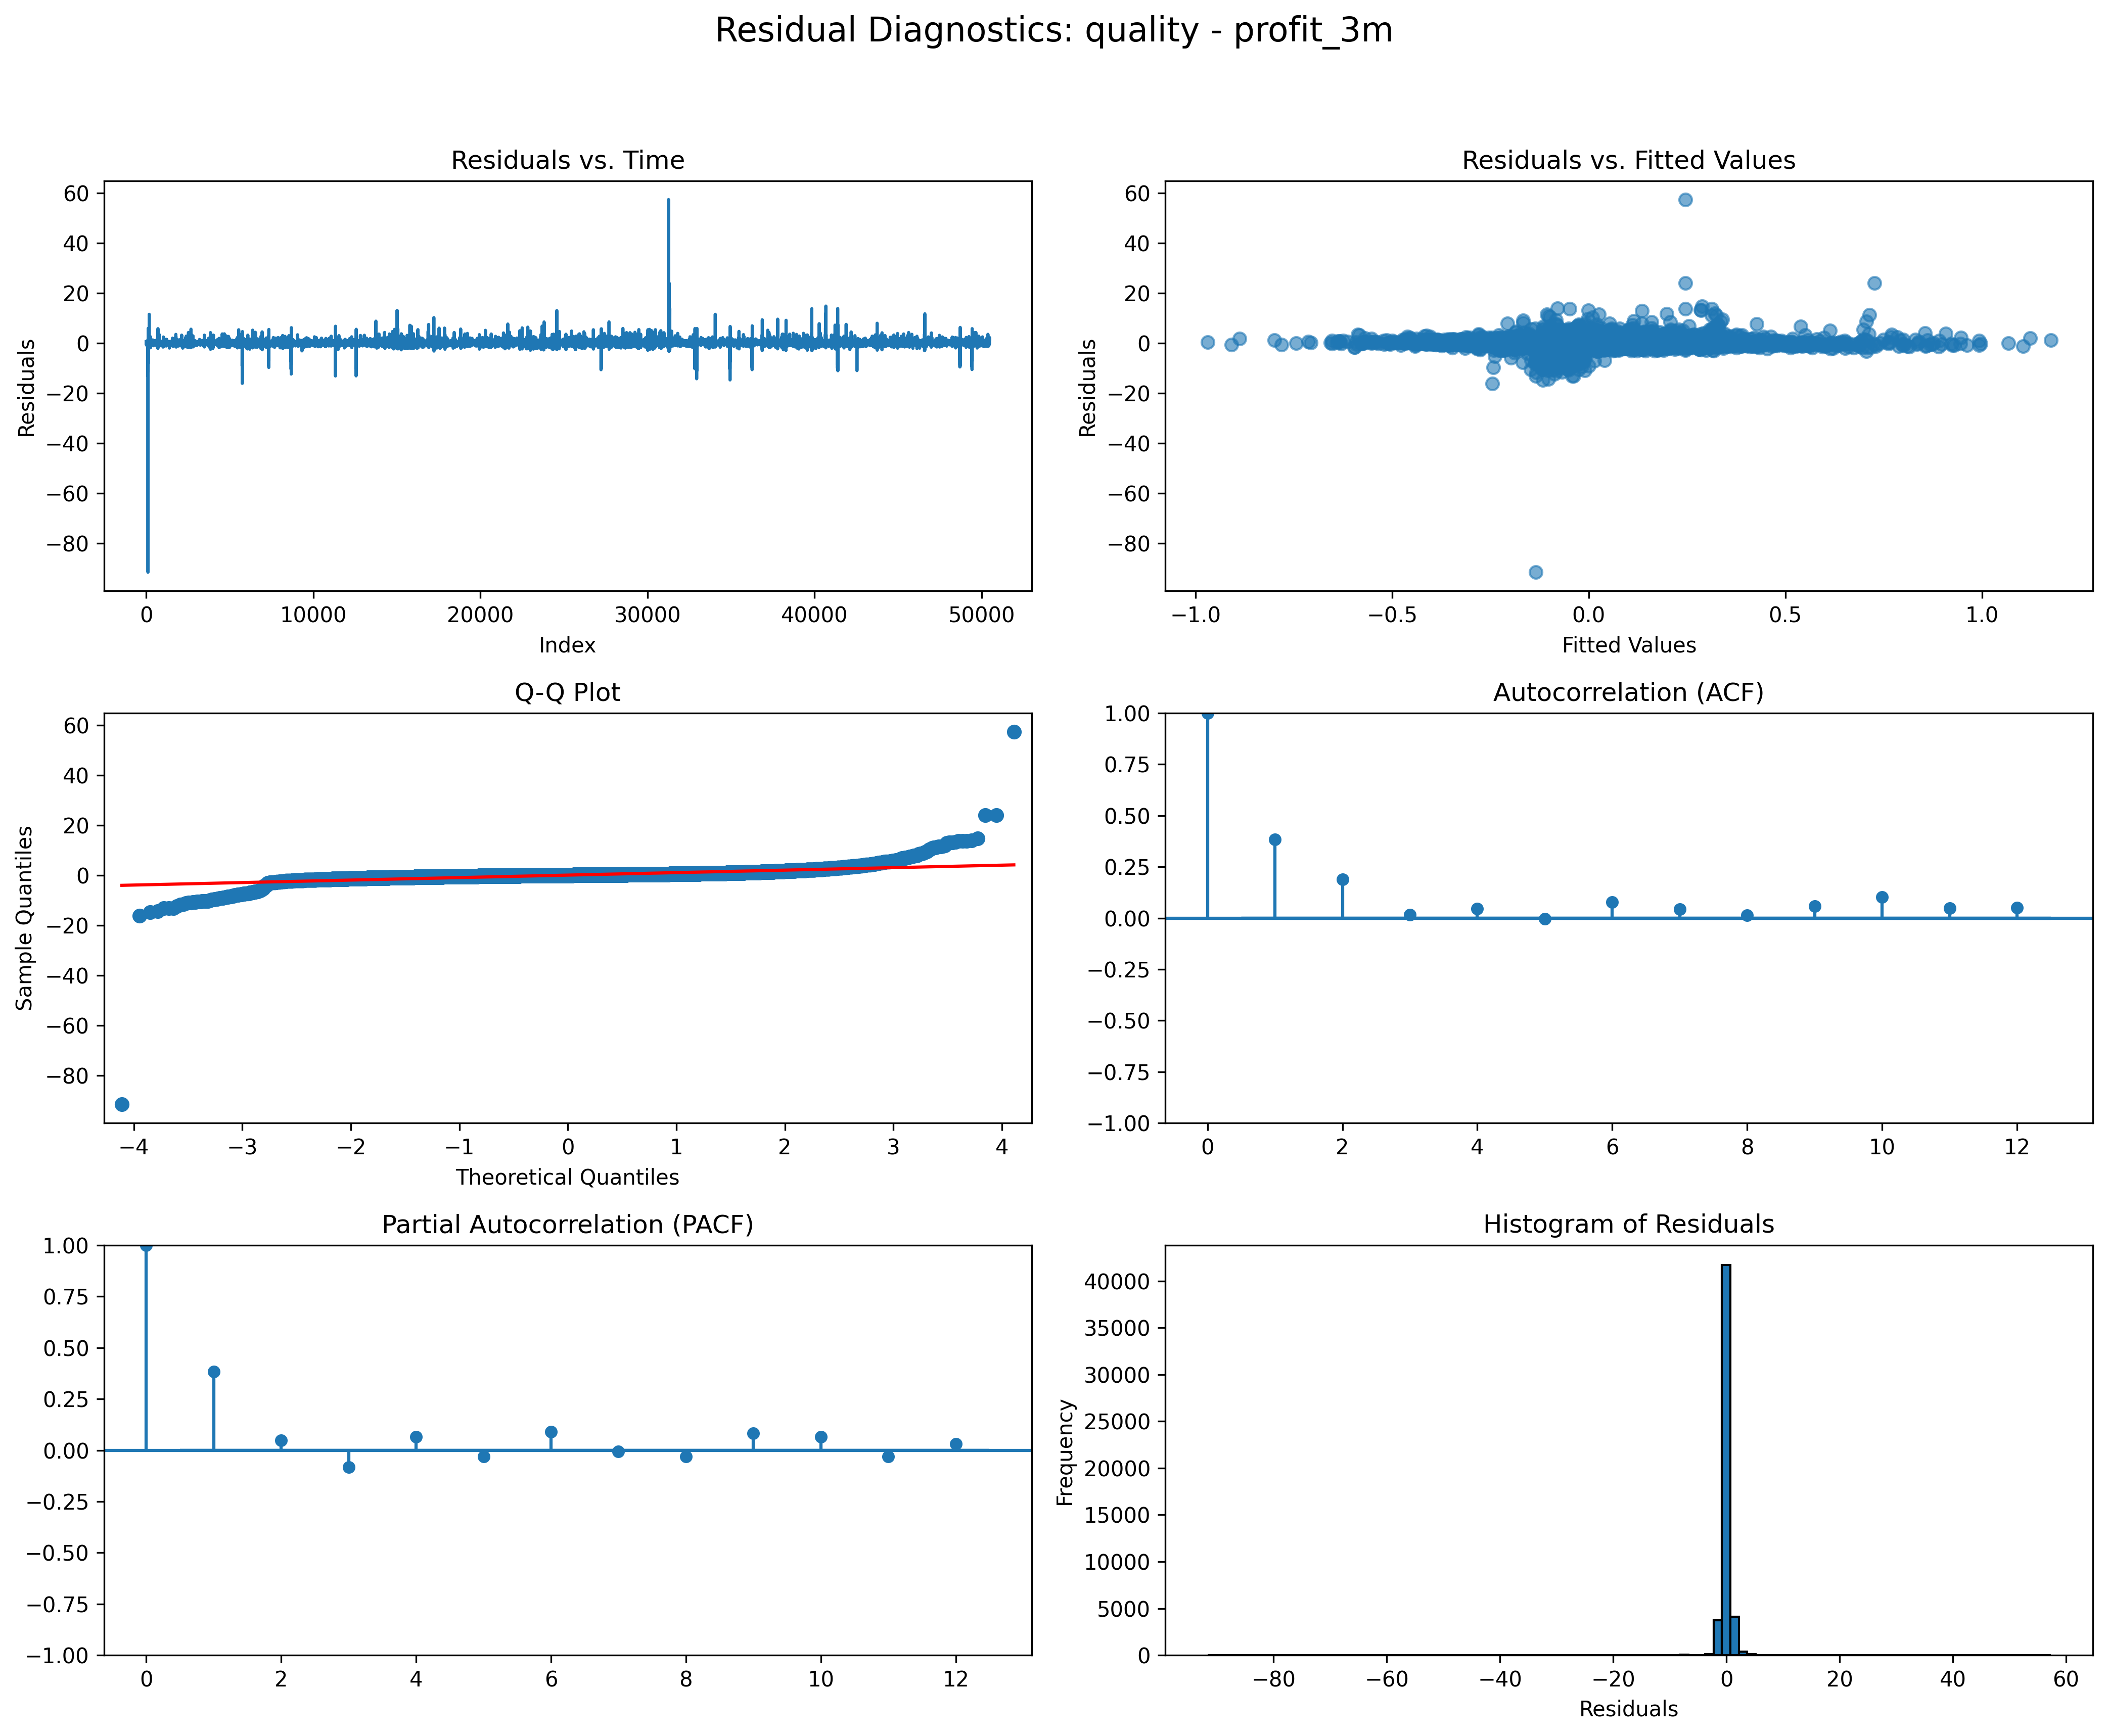 Residual Diagnostics: quality - profit_3m
Residuals vs. Time
60
40
20
0
−20
−40
−60
−80
Residuals
0 10000 20000 30000 40000 50000
Index
Residuals vs. Fitted Values
60
40
20
0
−20
−40
−60
−80
Residuals
−1.0 −0.5 0.0 0.5 1.0
Fitted Values
Q-Q Plot
60
40
20
0
−20
−40
−60
−80
Sample Quantiles
−4 −3 −2 −1 0 1 2 3 4
Theoretical Quantiles
Autocorrelation (ACF)
1.00
0.75
0.50
0.25
0.00
−0.25
−0.50
−0.75
−1.00
0 2 4 6 8 10 12
Partial Autocorrelation (PACF)
1.00
0.75
0.50
0.25
0.00
−0.25
−0.50
−0.75
−1.00
0 2 4 6 8 10 12
Histogram of Residuals
40000
35000
30000
25000
20000
15000
10000
5000
0
Frequency
−80 −60 −40 −20 0 20 40 60
Residuals